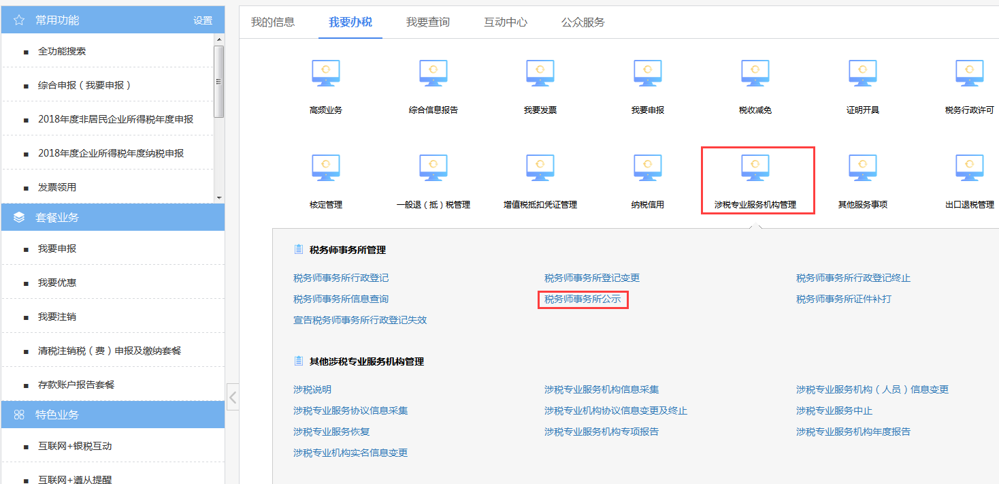 常用功能 设置
全功能搜索
综合申报（我要申报）
2018年度非居民企业所得税年度申报
2018年度企业所得税年度纳税申报
发票领用
套餐业务
我要申报
我要优惠
我要注销
清税注销税（费）申报及缴纳套餐
存款账户报告套餐
特色业务
互联网+银税互动
互联网+遵从提醒
我的信息 我要办税 我要查询 互动中心 公众服务
高频业务 综合信息报告 我要发票 我要申报 税收减免 证明开具 税务行政许可
核定管理 一般退（抵）税管理 增值税抵扣凭证管理 纳税信用 涉税专业服务机构管理 其他服务事项 出口退税管理
税务师事务所管理
税务师事务所行政登记 税务师事务所登记变更 税务师事务所行政登记终止
税务师事务所信息查询 税务师事务所公示 税务师事务所证件补打
宣告税务师事务所行政登记失效
其他涉税专业服务机构管理
涉税说明 涉税专业服务机构信息采集 涉税专业服务机构（人员）信息变更
涉税专业服务协议信息采集 涉税专业机构协议信息变更及终止 涉税专业服务中止
涉税专业服务恢复 涉税专业服务机构专项报告 涉税专业服务机构年度报告
涉税专业机构实名信息变更